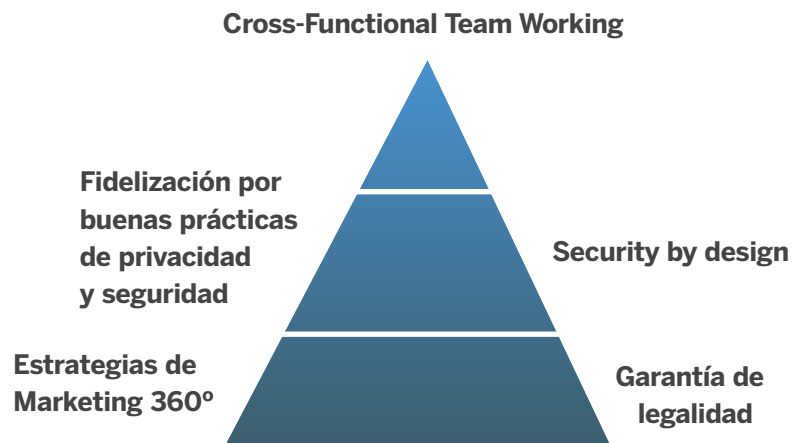 Cross-Functional Team Working
Fidelización por
buenas prácticas
de privacidad
y seguridad
Security by design
Estrategias de
Marketing 360º
Garantía de
legalidad